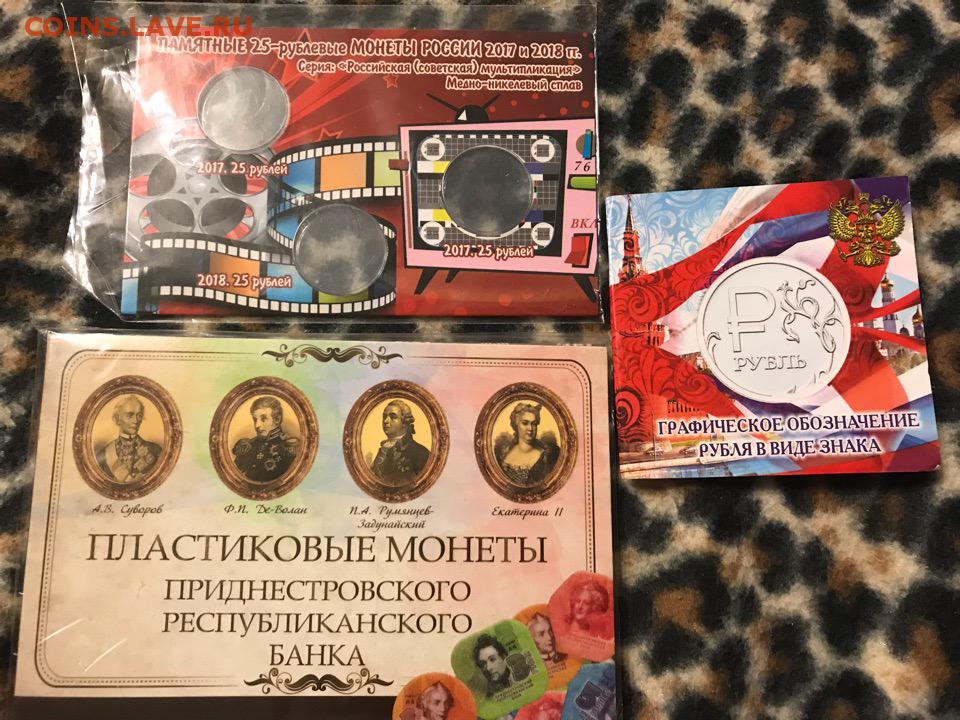 COINS.LAVE.RU
ПАМЯТНЫЕ 25-рублевые МОНЕТЫ РОССИИ 2017 и 2018 гг.
Серия: «Российская (советская) мультипликация»
Медно-никелевый сплав
2017. 25 рублей
76
ВКЛ
2017. 25 рублей
2018. 25 рублей
РУБЛЬ
ГРАФИЧЕСКОЕ ОБОЗНАЧЕНИЕ
РУБЛЯ В ВИДЕ ЗНАКА
А.В. Суворов
Ф.П. Де-Волан
П.А. Румянцев-
Задунайский
Екатерина II
ПЛАСТИКОВЫЕ МОНЕТЫ
ПРИДНЕСТРОВСКОГО
РЕСПУБЛИКАНСКОГО
БАНКА